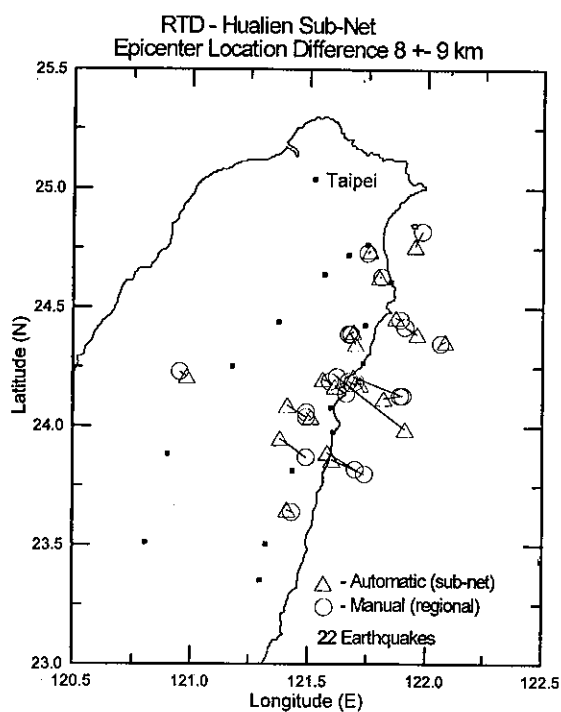 RTD - Hualien Sub-Net
Epicenter Location Difference 8 +- 9 km
25.5
25.0
24.5
24.0
23.5
23.0
Latitude (N)
Taipei
- Automatic (sub-net)
- Manual (regional)
22 Earthquakes
120.5 121.0 121.5 122.0 122.5
Longitude (E)